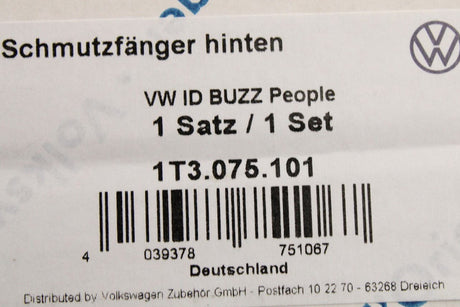 Schmutzfänger hinten
VW ID BUZZ People
1 Satz / 1 Set
1T3.075.101
4 039378 751067
Deutschland
Distributed by Volkswagen Zubehör GmbH - Postfach 10 22 70 - 63268 Dreieich